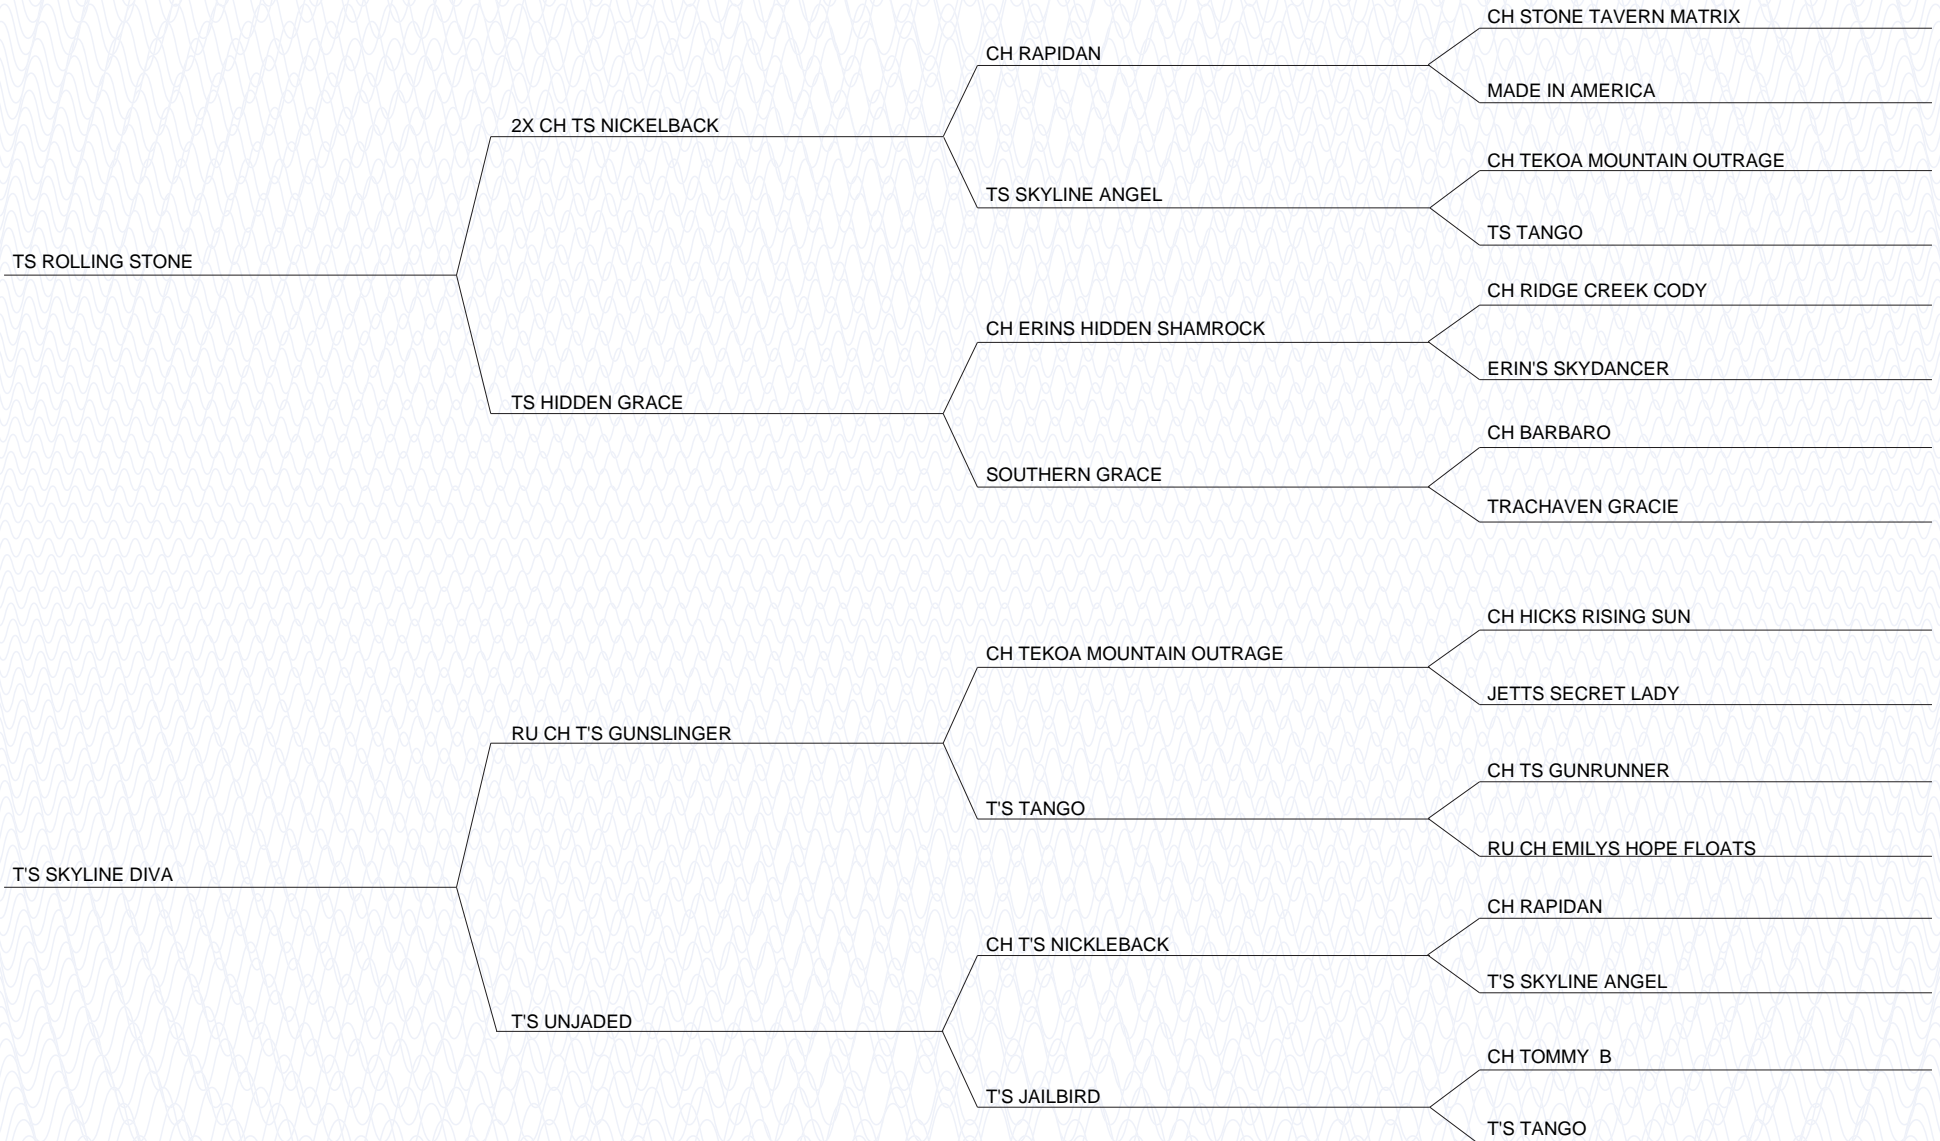 CH STONE TAVERN MATRIX
CH RAPIDAN
MADE IN AMERICA
2X CH TS NICKELBACK
CH TEKOA MOUNTAIN OUTRAGE
TS SKYLINE ANGEL
TS TANGO
TS ROLLING STONE
CH RIDGE CREEK CODY
CH ERINS HIDDEN SHAMROCK
ERIN'S SKYDANCER
TS HIDDEN GRACE
CH BARBARO
SOUTHERN GRACE
TRACHAVEN GRACIE
CH HICKS RISING SUN
CH TEKOA MOUNTAIN OUTRAGE
JETTS SECRET LADY
RU CH T'S GUNSLINGER
CH TS GUNRUNNER
T'S TANGO
RU CH EMILYS HOPE FLOATS
T'S SKYLINE DIVA
CH RAPIDAN
CH T'S NICKLEBACK
T'S SKYLINE ANGEL
T'S UNJADED
CH TOMMY  B
T'S JAILBIRD
T'S TANGO